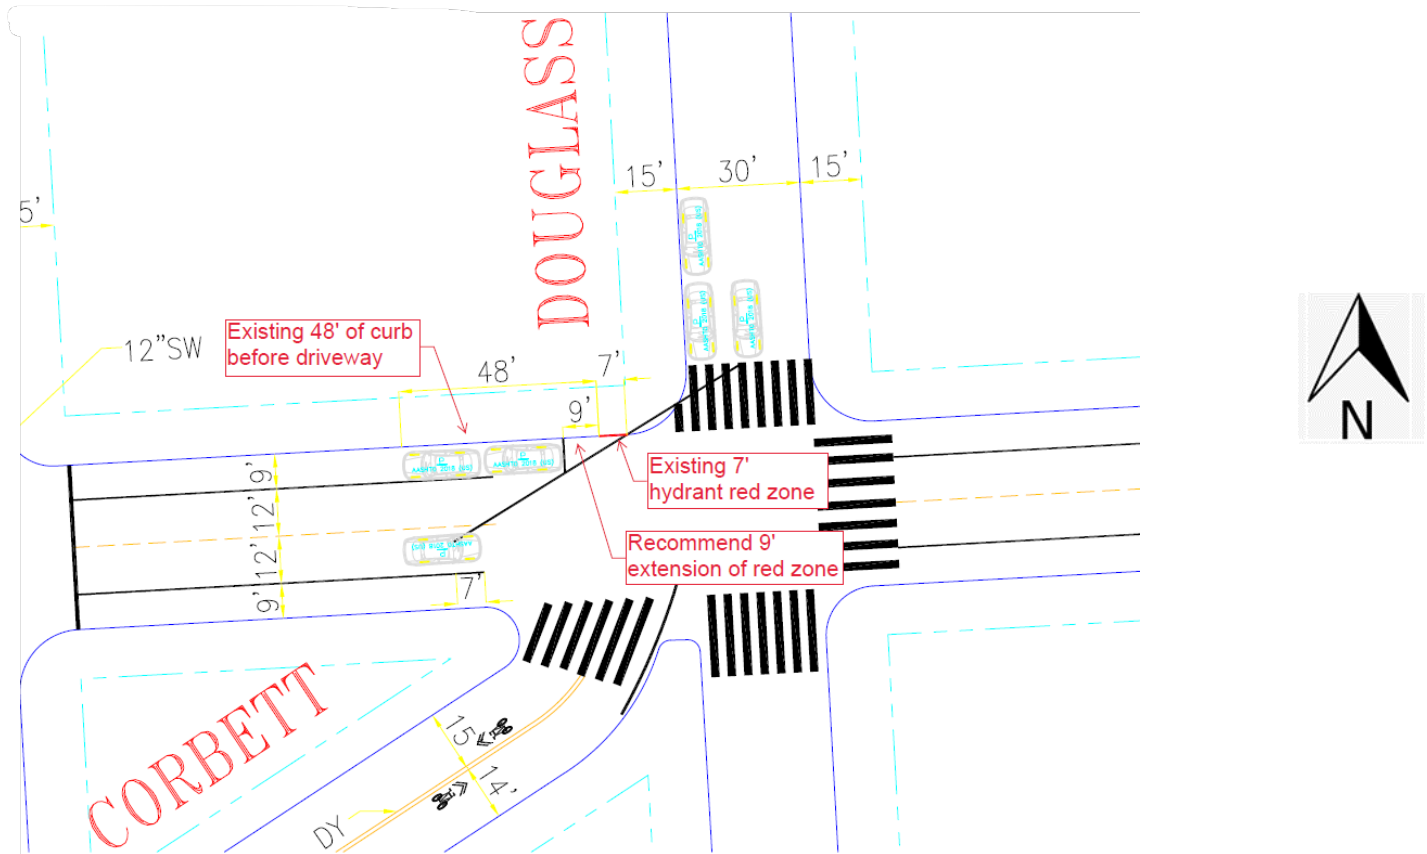 DOUGLASS
15'
30'
15'
5'
12"SW
Existing 48' of curb
before driveway
48'
7'
9'
Existing 7'
hydrant red zone
Recommend 9'
extension of red zone
9'
12'
12'
9'
7'
CORBETT
15'
14'
DY
N